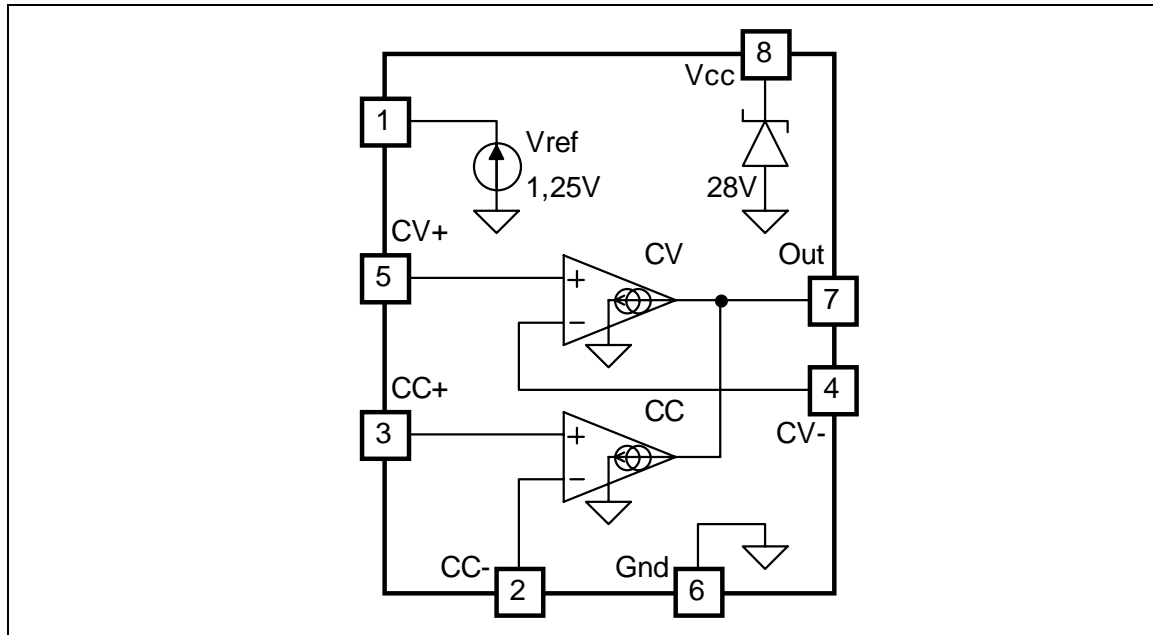 8
Vcc
1
Vref
1,25V
28V
CV+
CV
Out
5
+
7
−
4
CC+
CC
CV-
3
+
−
CC-
Gnd
2
6